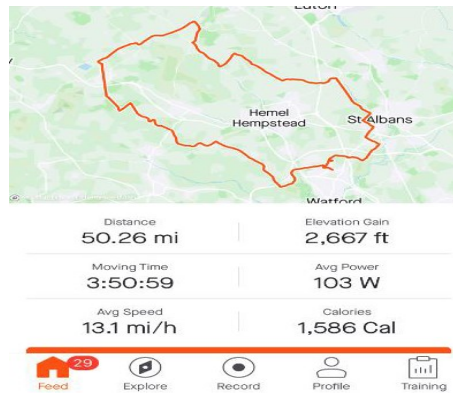 Luton
Hemel
Hempstead
St Albans
Watford
Distance
50.26 mi
Elevation Gain
2,667 ft
Moving Time
3:50:59
Avg Power
103 W
Avg Speed
13.1 mi/h
Calories
1,586 Cal
29
Feed
Explore
Record
Profile
Training